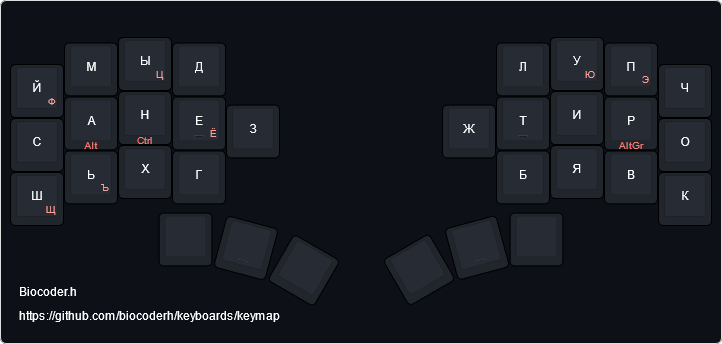 Й Ф М Ы Ц Д Л У Ю П Э Ч
С А Alt Н Ctrl Е Ё З Ж Т И Р AltGr О
Ш Щ Ь Ъ Х Г Б Я В К
Biocoder.h
https://github.com/biocoderh/keyboards/keymap